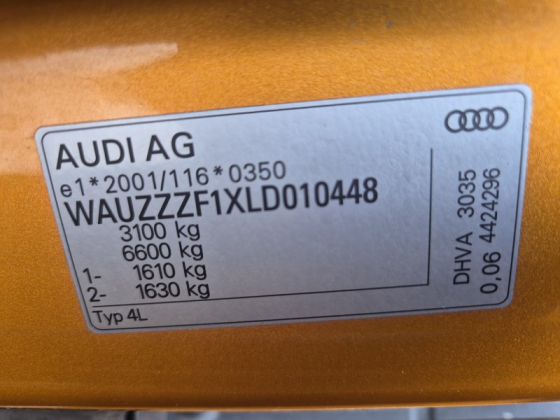 AUDI AG
e1*2001/116*0350
WAUZZZF1XLD010448
3100 kg
6600 kg
1- 1610 kg
2- 1630 kg
Typ 4L
DHVA 3035
0,06 4424296